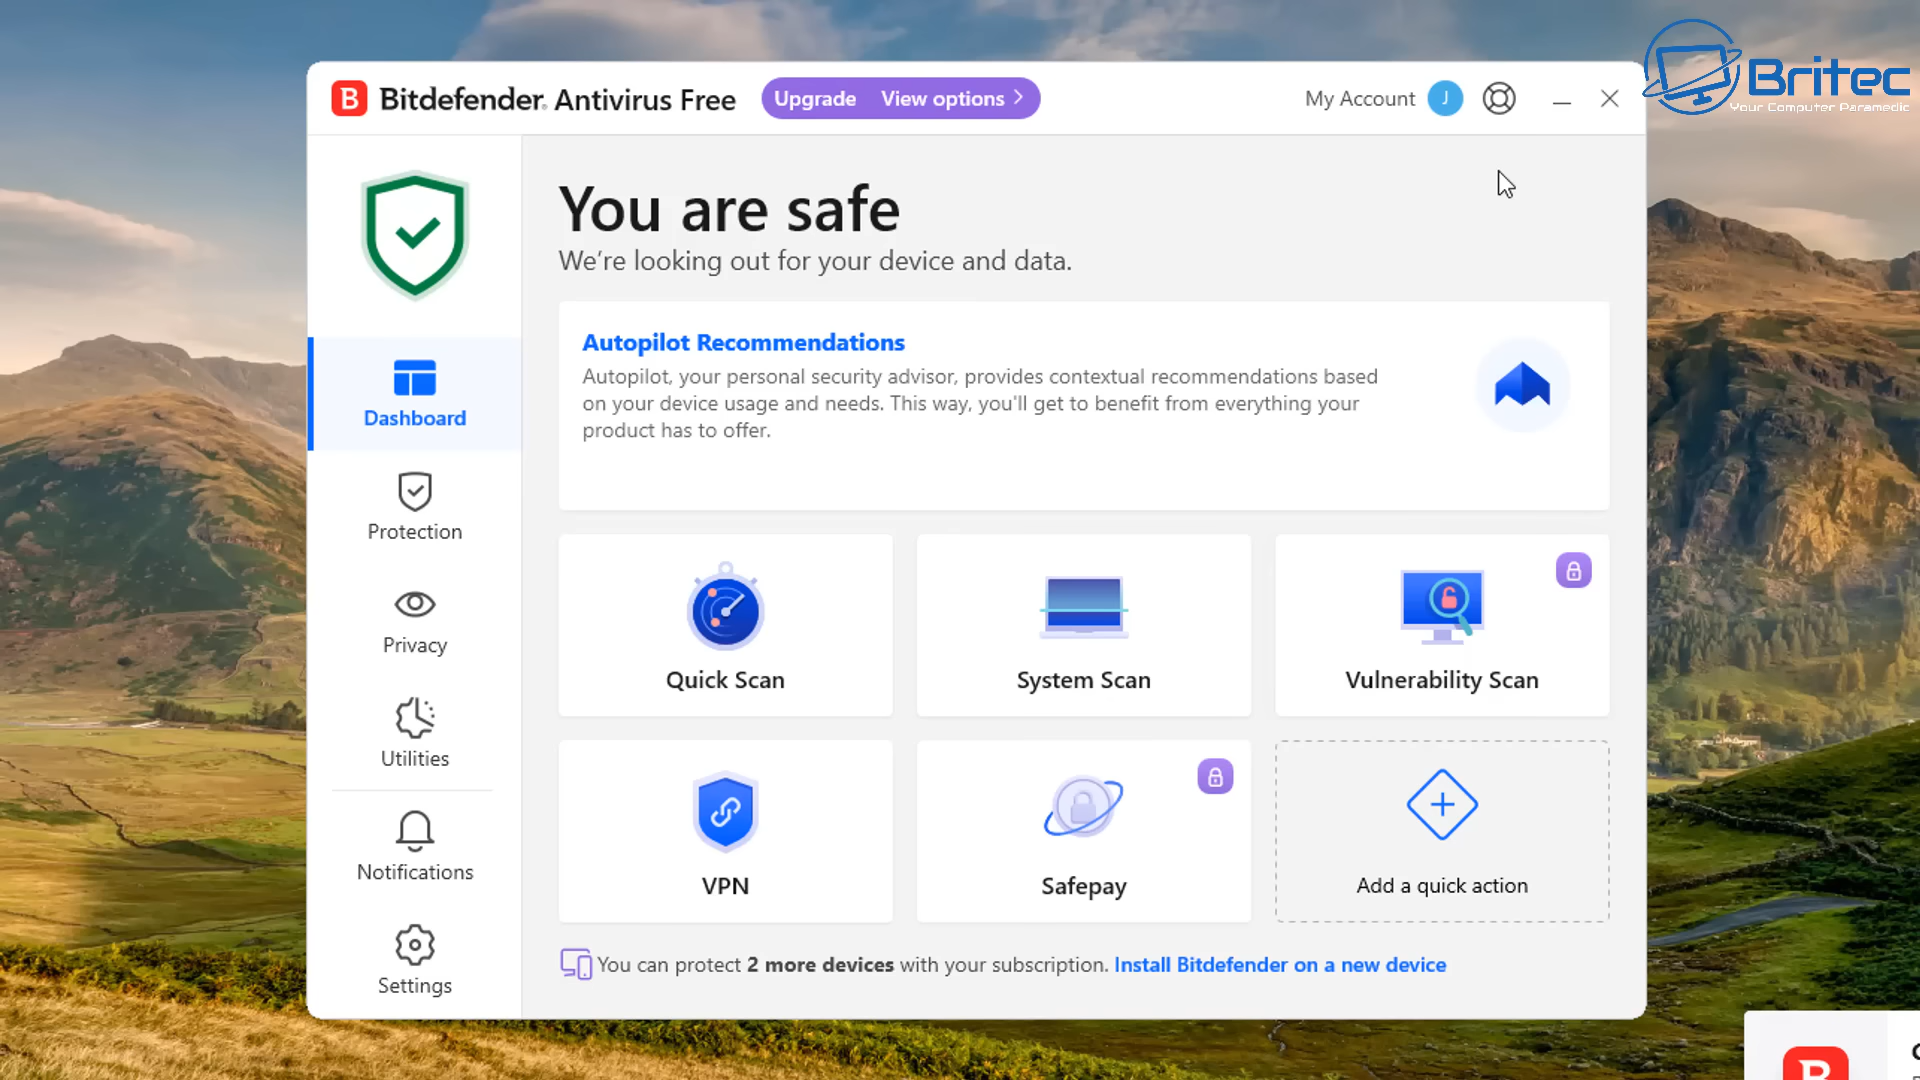 Britec
Your Computer Paramedic
B Bitdefender Antivirus Free
Upgrade View options
My Account J
You are safe
We're looking out for your device and data.
Autopilot Recommendations
Autopilot, your personal security advisor, provides contextual recommendations based
on your device usage and needs. This way, you'll get to benefit from everything your
product has to offer.
Dashboard
Protection
Privacy
Utilities
Notifications
Settings
Quick Scan
System Scan
Vulnerability Scan
VPN
Safepay
Add a quick action
You can protect 2 more devices with your subscription. Install Bitdefender on a new device
B